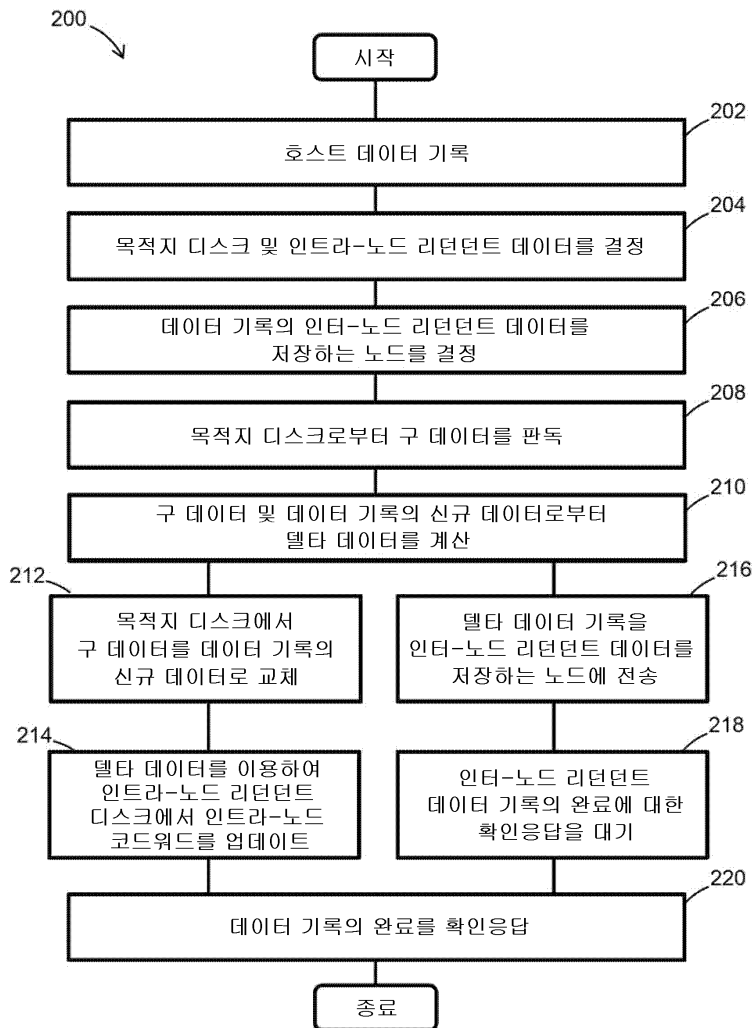 200
시작
202
호스트 데이터 기록
204
목적지 디스크 및 인트라-노드 리던던트 데이터를 결정
206
데이터 기록의 인터-노드 리던던트 데이터를
저장하는 노드를 결정
208
목적지 디스크로부터 구 데이터를 판독
210
구 데이터 및 데이터 기록의 신규 데이터로부터
델타 데이터를 계산
212
목적지 디스크에서
구 데이터를 데이터 기록의
신규 데이터로 교체
216
델타 데이터 기록을
인터-노드 리던던트 데이터를
저장하는 노드에 전송
214
델타 데이터를 이용하여
인트라-노드 리던던트
디스크에서 인트라-노드
코드워드를 업데이트
218
인터-노드 리던던트
데이터 기록의 완료에 대한
확인응답을 대기
220
데이터 기록의 완료를 확인응답
종료